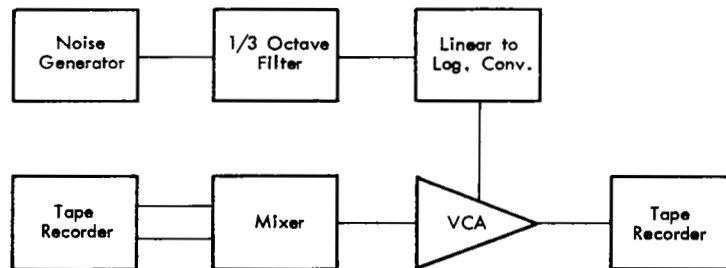 Noise
Generator
1/3 Octave
Filter
Linear to
Log. Conv.
Tape
Recorder
Mixer
VCA
Tape
Recorder